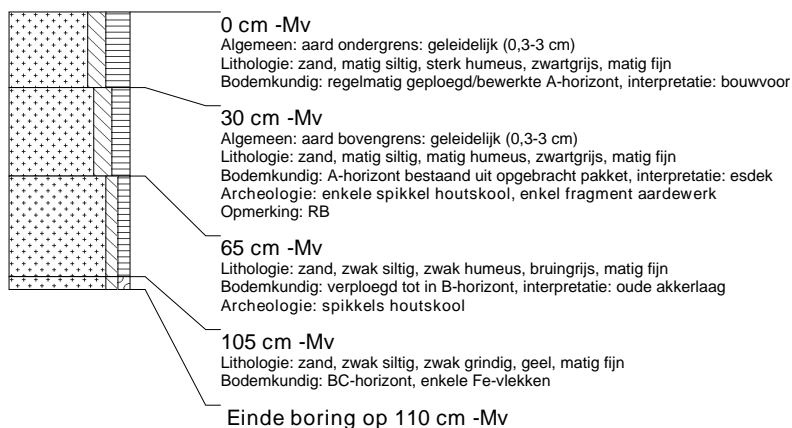 0 cm -Mv
Algemeen: aard ondergrens: geleidelijk (0,3-3 cm)
Lithologie: zand, matig siltig, sterk humeus, zwartgrijs, matig fijn
Bodemkundig: regelmatig geploegd/bewerkte A-horizont, interpretatie: bouwvoor
30 cm -Mv
Algemeen: aard bovengrens: geleidelijk (0,3-3 cm)
Lithologie: zand, matig siltig, matig humeus, zwartgrijs, matig fijn
Bodemkundig: A-horizont bestaand uit opgebracht pakket, interpretatie: esdek
Archeologie: enkele spikkel houtskool, enkel fragment aardewerk
Opmerking: RB
65 cm -Mv
Lithologie: zand, zwak siltig, zwak humeus, bruingrijs, matig fijn
Bodemkundig: verploegd tot in B-horizont, interpretatie: oude akkerlaag
Archeologie: spikkels houtskool
105 cm -Mv
Lithologie: zand, zwak siltig, zwak grindig, geel, matig fijn
Bodemkundig: BC-horizont, enkele Fe-vlekken
Einde boring op 110 cm -Mv